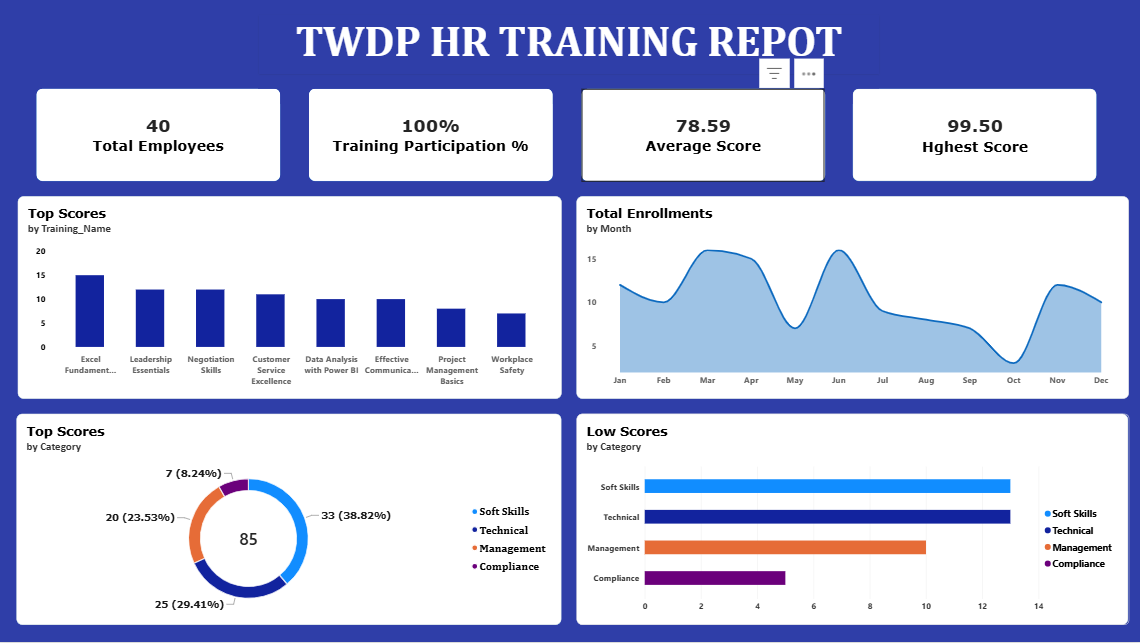 TWDP HR TRAINING REPOT
40
Total Employees
100%
Training Participation %
78.59
Average Score
99.50
Hghest Score
Top Scores
by Training_Name
20
15
10
5
0
Excel
Fundament...
Leadership
Essentials
Negotiation
Skills
Customer
Service
Excellence
Data Analysis
with Power BI
Effective
Communica...
Project
Management
Basics
Workplace
Safety
Total Enrollments
by Month
15
10
5
Jan
Feb
Mar
Apr
May
Jun
Jul
Aug
Sep
Oct
Nov
Dec
Top Scores
by Category
7 (8.24%)
20 (23.53%)
33 (38.82%)
85
25 (29.41%)
Soft Skills
Technical
Management
Compliance
Low Scores
by Category
Soft Skills
Technical
Management
Compliance
0
2
4
6
8
10
12
14
Soft Skills
Technical
Management
Compliance